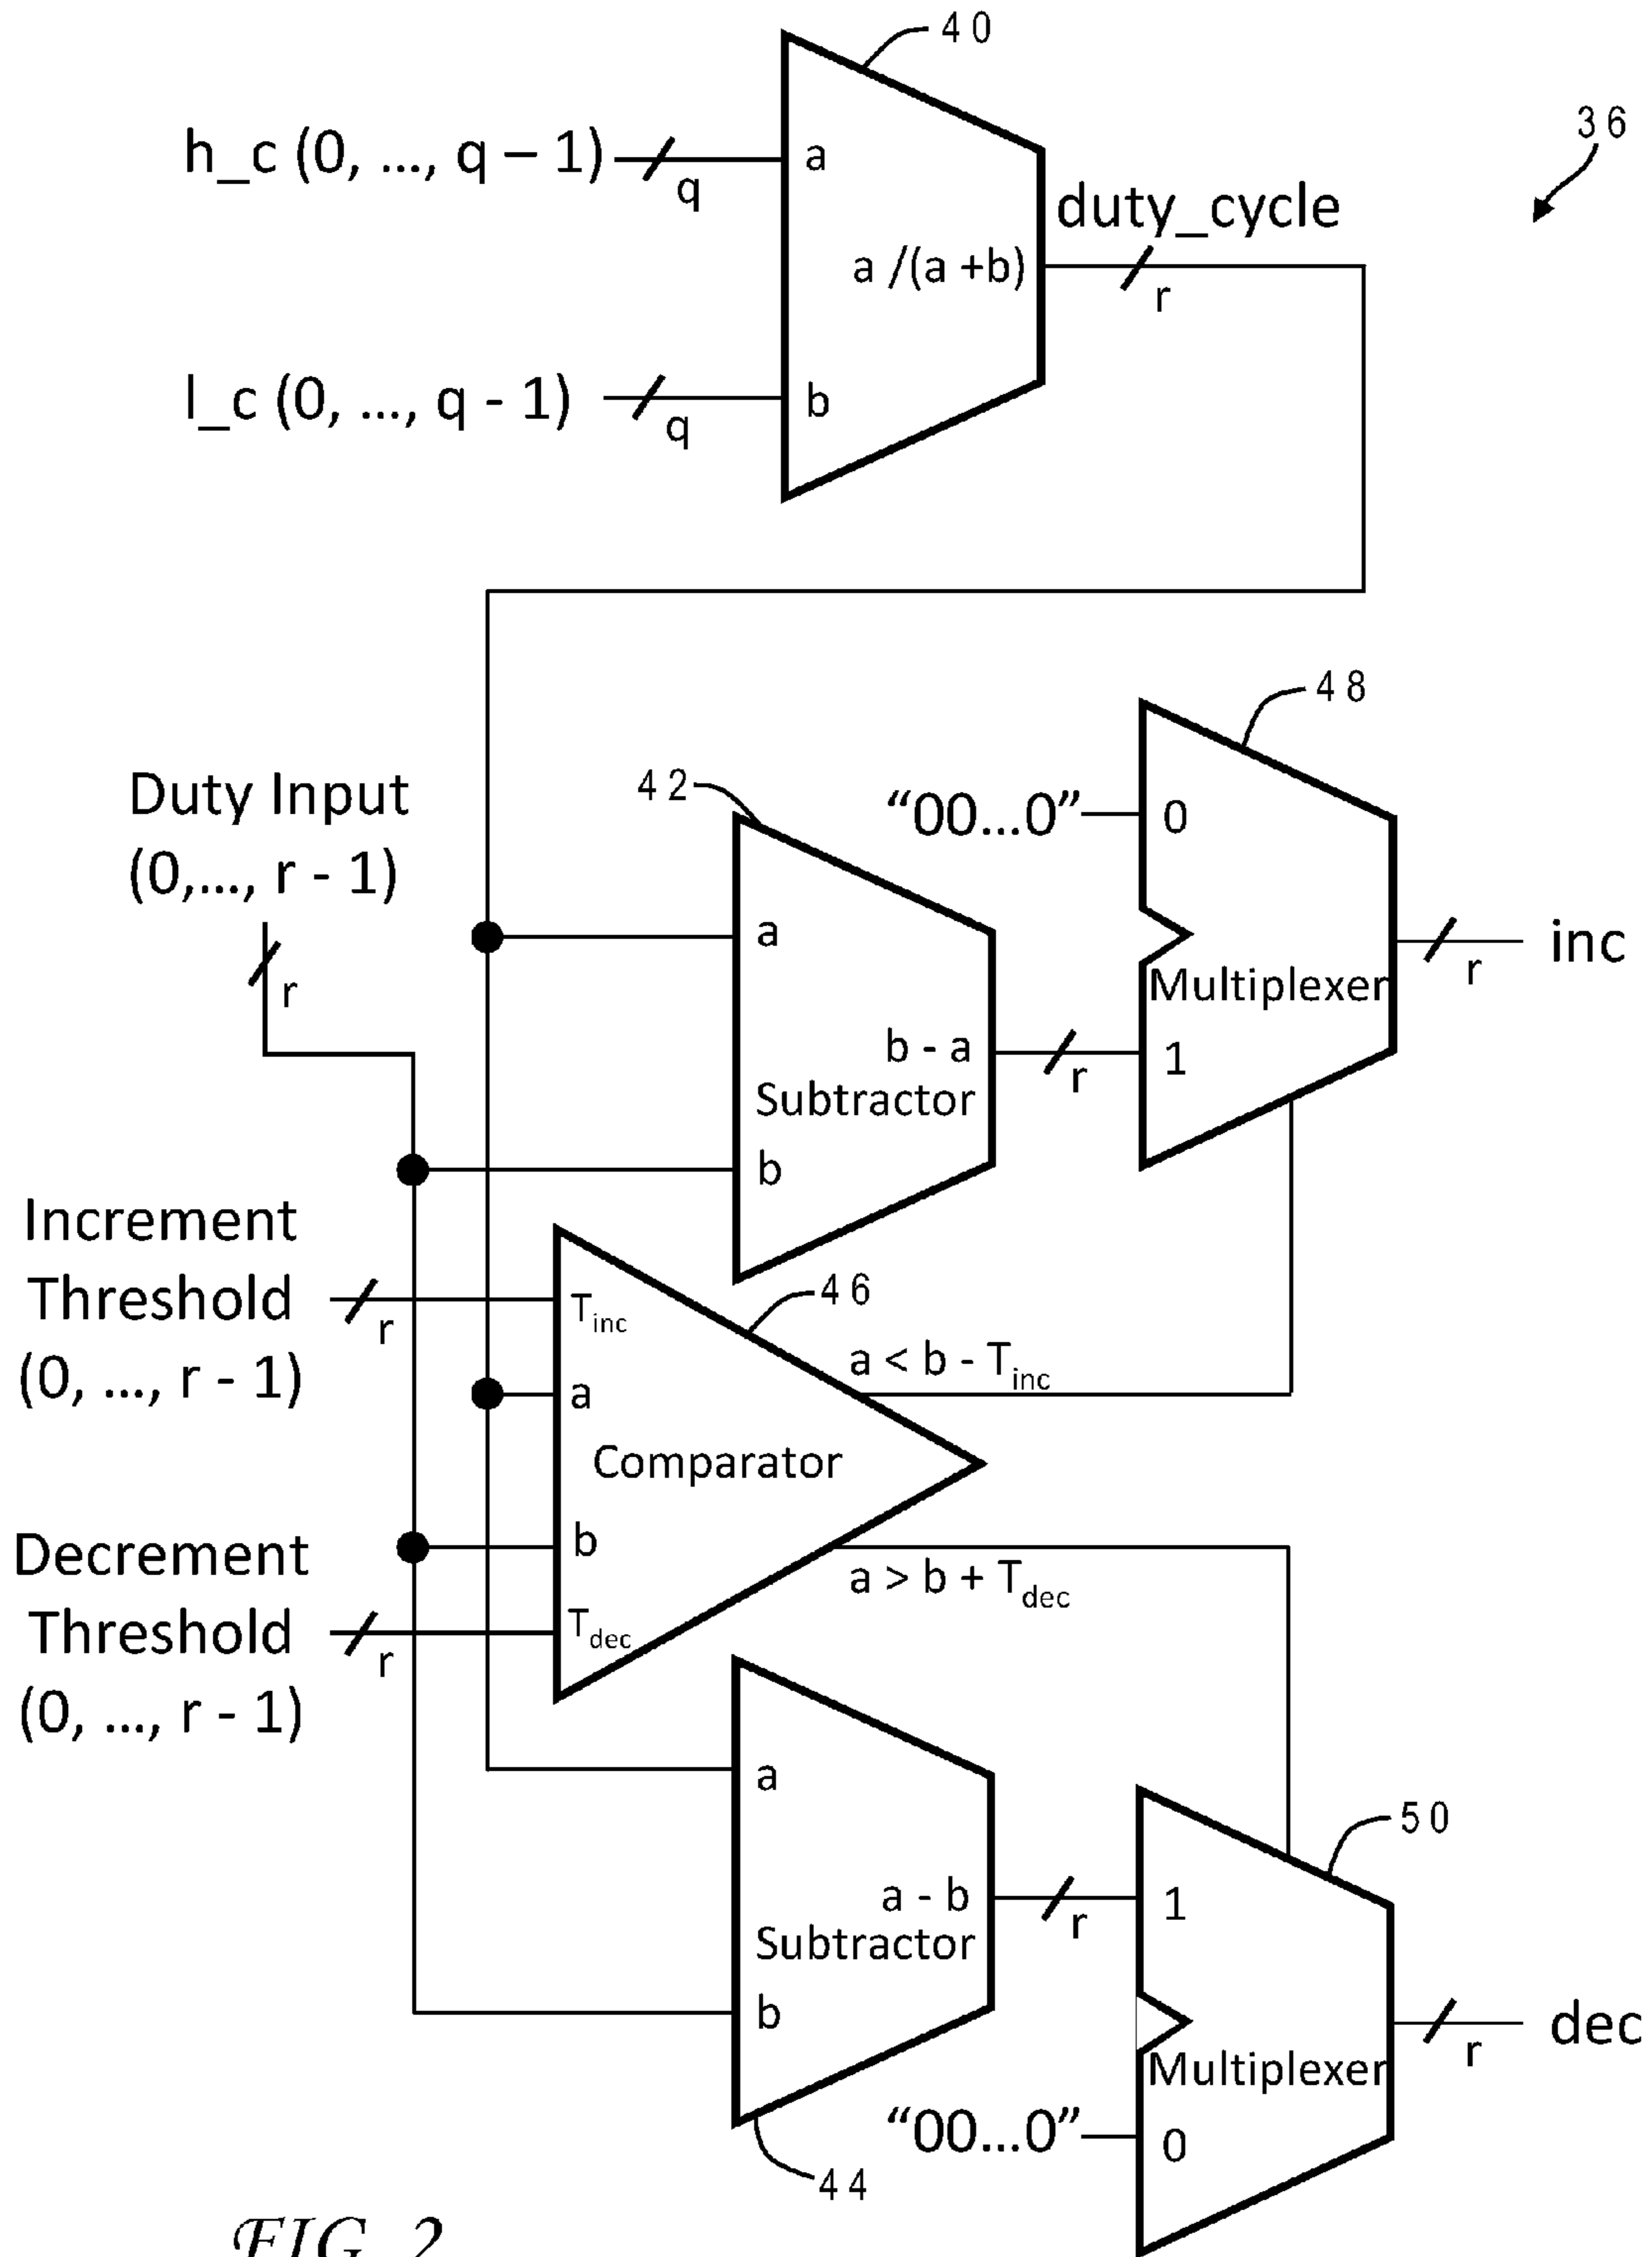 40
h_c (0, ..., q – 1)
q
a
36
duty_cycle
a /(a +b)
r
l_c (0, ..., q - 1)
q
b
48
Duty Input
(0,..., r - 1)
r
42
“00...0”
0
a
inc
r
Multiplexer
b - a
r
1
Subtractor
b
Increment
Threshold
(0, ..., r - 1)
r
46
Tinc
a < b - Tinc
a
Comparator
b
Decrement
Threshold
(0, ..., r - 1)
r
a > b + Tdec
Tdec
a
50
a - b
r
1
Subtractor
b
dec
r
Multiplexer
“00...0”
0
44
FIG. 2